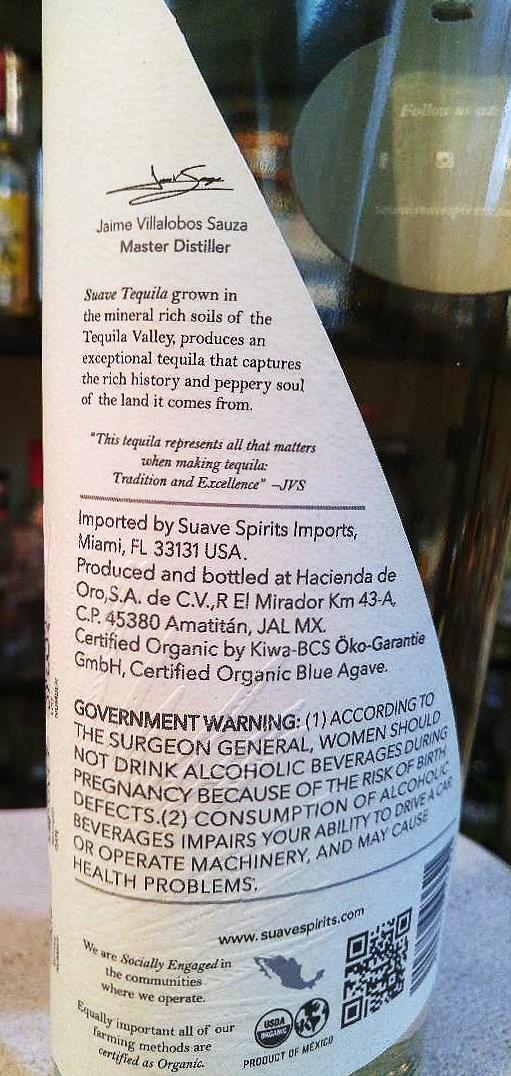 Follow us at:
Jaime Villalobos Sauza
Master Distiller
Suave Tequila grown in
the mineral rich soils of the
Tequila Valley, produces an
exceptional tequila that captures
the rich history and peppery soul
of the land it comes from.
"This tequila represents all that matters
when making tequila:
Tradition and Excellence" –JVS
Imported by Suave Spirits Imports,
Miami, FL 33131 USA.
Produced and bottled at Hacienda de
Oro,S.A. de C.V.,R El Mirador Km 43-A,
C.P. 45380 Amatitán, JAL MX.
Certified Organic by Kiwa-BCS Öko-Garantie
GmbH, Certified Organic Blue Agave.
GOVERNMENT WARNING: (1) ACCORDING TO
THE SURGEON GENERAL, WOMEN SHOULD
NOT DRINK ALCOHOLIC BEVERAGES DURING
PREGNANCY BECAUSE OF THE RISK OF BIRTH
DEFECTS.(2) CONSUMPTION OF ALCOHOLIC
BEVERAGES IMPAIRS YOUR ABILITY TO DRIVE A CAR
OR OPERATE MACHINERY, AND MAY CAUSE
HEALTH PROBLEMS.
www.suavespirits.com
We are Socially Engaged in
the communities
where we operate.
Equally important all of our
farming methods are
certified as Organic.
USDA
ORGANIC
PRODUCT OF MEXICO